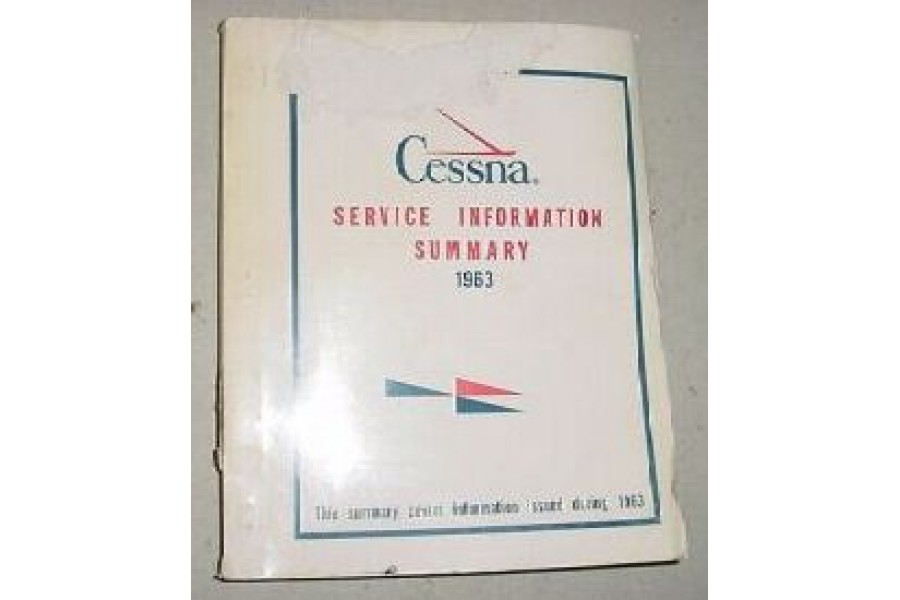 Cessna®
SERVICE INFORMATION
SUMMARY
1963
This summary covers information issued during 1963